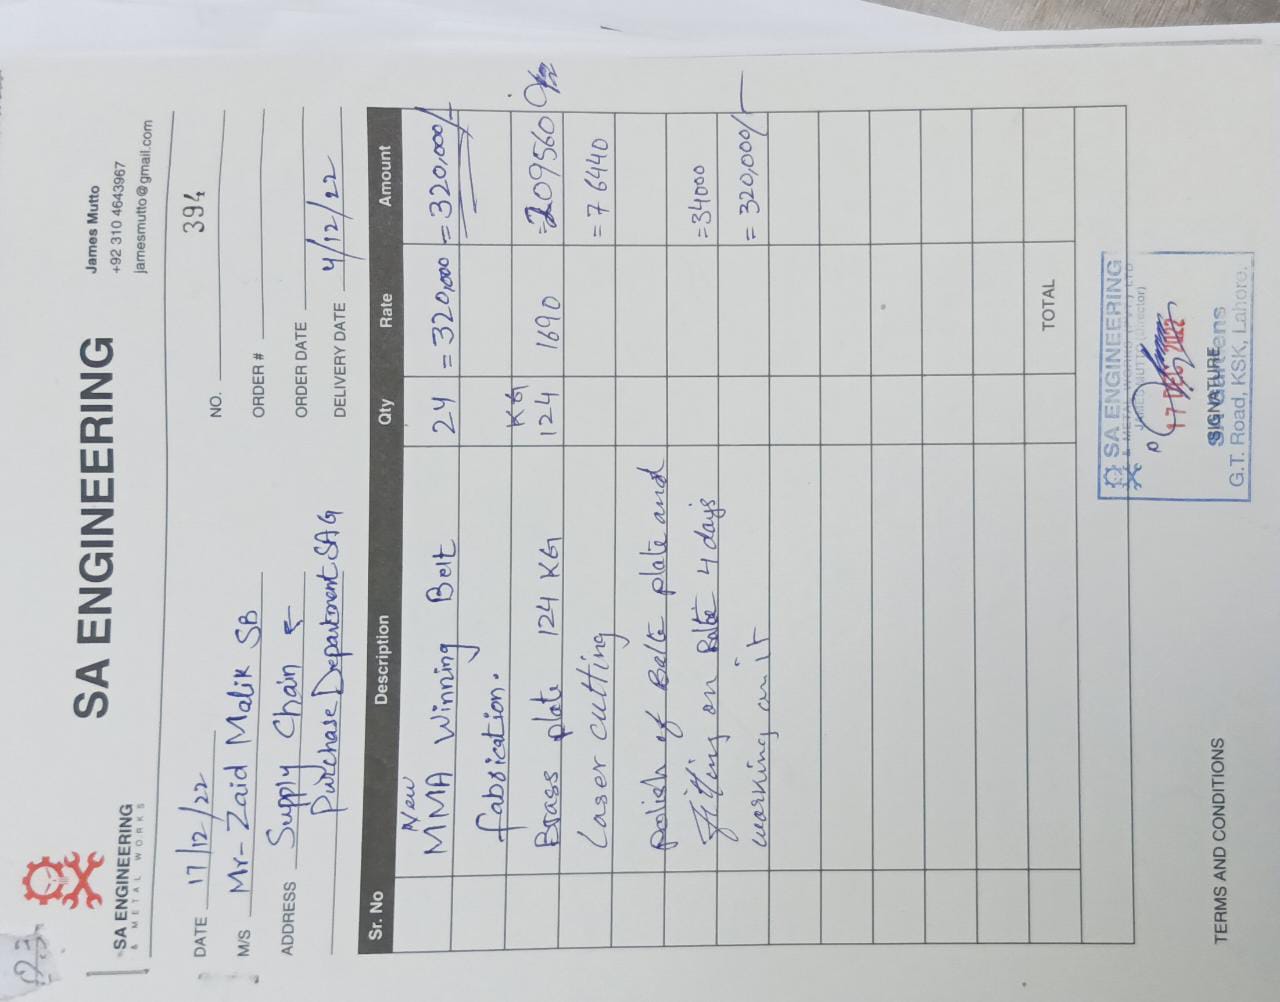 SA ENGINEERING
& METAL WORKS
SA ENGINEERING
James Mutto
+92 310 4643967
jamesmutto@gmail.com
DATE 17/12/22
NO. 394
M/S Mr- Zaid Malik SB
ORDER #
ADDRESS Supply Chain &
ORDER DATE
Purchase Department SAG
DELIVERY DATE 4/12/22
Sr. No Description Qty Rate Amount
New
MMA Winning Belt 24 = 320,000 = 320,000/-
fabrication.
KG
Brass plate 124 KG 124 1690 =209560
Laser cutting = 76440
polish of Belte plate and
fitting on Belte 4 days =34000
working on it = 320,000/-
TOTAL
SA ENGINEERING
& METAL WORKS (PVT) LTD
JAMES MUTTO (Director)
17 DEC 2022
SIGNATURE
SA Gardens
G.T. Road, KSK, Lahore.
TERMS AND CONDITIONS